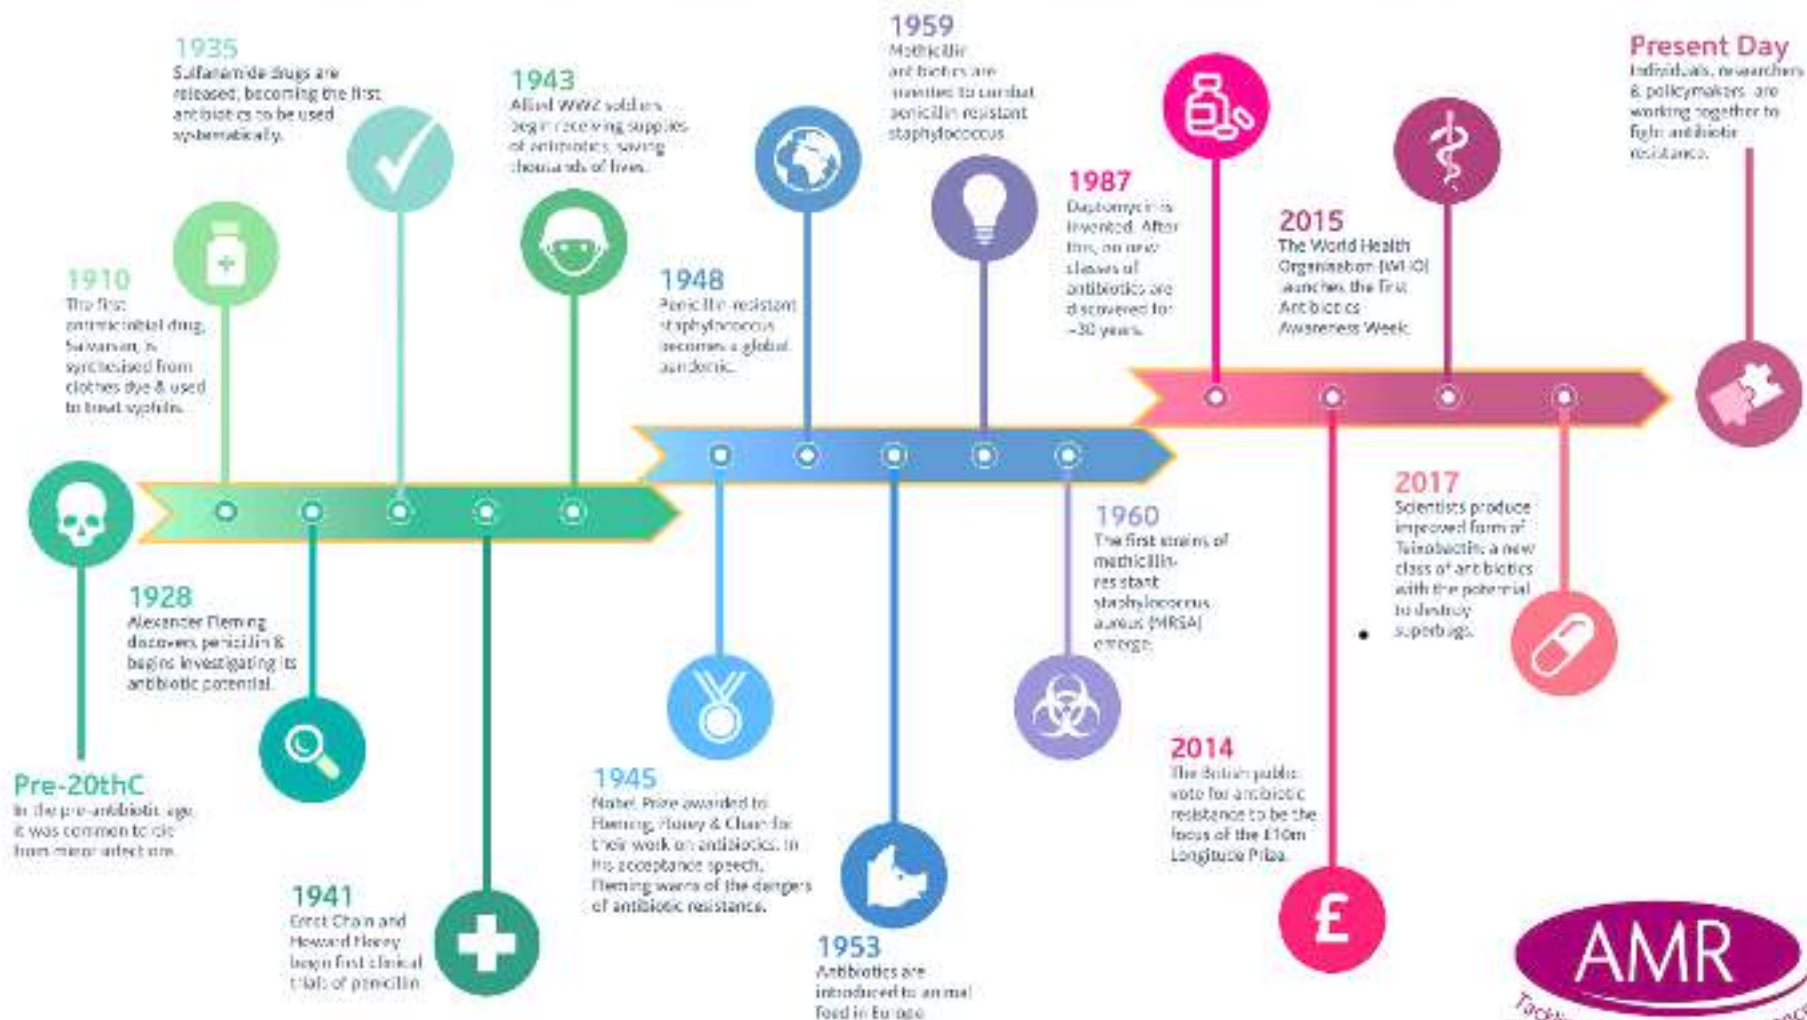 1935
Sulfanamide drugs are
released, becoming the first
antibiotics to be used
systematically.
1943
Allied WW2 soldiers
begin receiving supplies
of antibiotics, saving
thousands of lives.
1959
Methicillin
antibiotics are
invented to combat
penicillin resistant
staphylococcus
Present Day
Individuals, researchers
& policymakers are
working together to
fight antibiotic
resistance.
1910
The first
antimicrobial drug,
Salvarsan, is
synthesised from
clothes dye & used
to treat syphilis.
1948
Penicillin-resistant
staphylococcus
becomes a global
pandemic.
1987
Daptomycin is
invented. After
this, no new
classes of
antibiotics are
discovered for
~30 years.
2015
The World Health
Organisation (WHO)
launches the first
Antibiotics
Awareness Week.
Pre-20thC
In the pre-antibiotic age,
it was common to die
from minor infections.
1928
Alexander Fleming
discovers penicillin &
begins investigating its
antibiotic potential.
1941
Ernst Chain and
Howard Florey
begin first clinical
trials of penicillin
1945
Nobel Prize awarded to
Fleming, Florey & Chain for
their work on antibiotics. In
his acceptance speech,
Fleming warns of the dangers
of antibiotic resistance.
1953
Antibiotics are
introduced to animal
feed in Europe
1960
The first strains of
methicillin-
resistant
staphylococcus
aureus (MRSA)
emerge.
2014
The British public
vote for antibiotic
resistance to be the
focus of the £10m
Longitude Prize.
£
2017
Scientists produce
improved form of
Teixobactin: a new
class of antibiotics
with the potential
to destroy
superbugs.
AMR